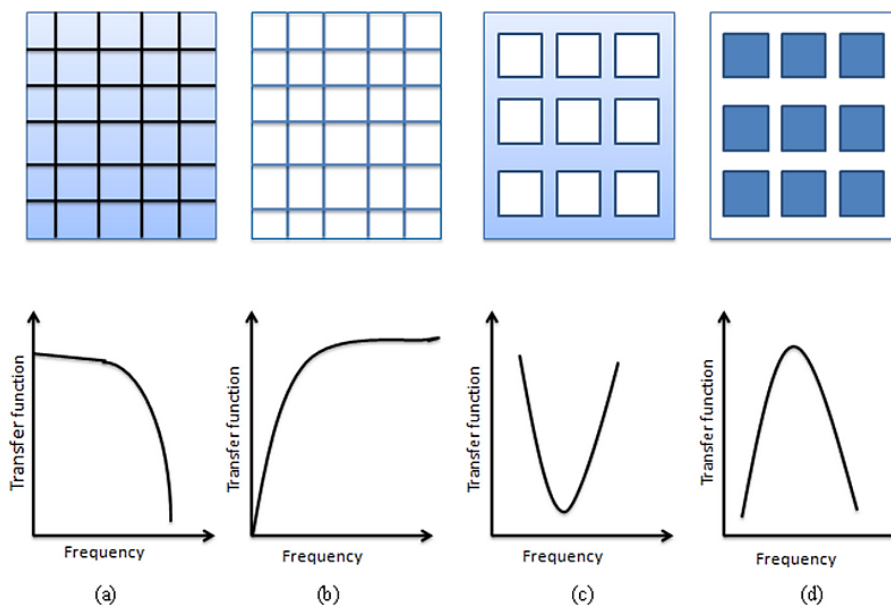 Transfer function
Frequency
(a)
Transfer function
Frequency
(b)
Transfer function
Frequency
(c)
Transfer function
Frequency
(d)